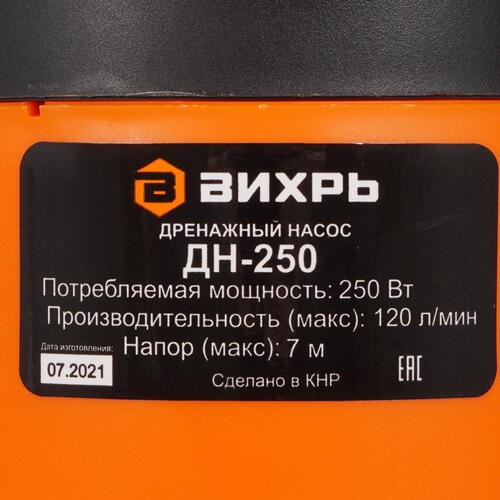 ВИХРЬ
ДРЕНАЖНЫЙ НАСОС
ДН-250
Потребляемая мощность: 250 Вт
Производительность (макс): 120 л/мин
Дата изготовления: Напор (макс): 7 м
07.2021
Сделано в КНР
ЕАС